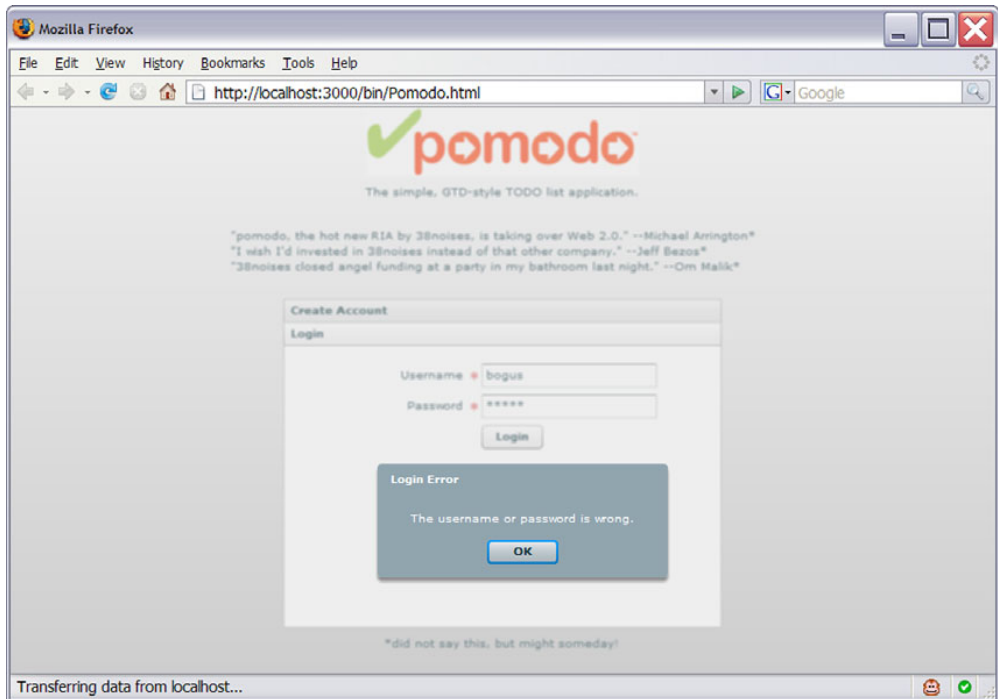 Mozilla Firefox
File Edit View History Bookmarks Tools Help
http://localhost:3000/bin/Pomodo.html G Google
pomodo™
The simple, GTD-style TODO list application.
"pomodo, the hot new RIA by 38noises, is taking over Web 2.0." --Michael Arrington*
"I wish I'd invested in 38noises instead of that other company." --Jeff Bezos*
"38noises closed angel funding at a party in my bathroom last night." --Om Malik*
Create Account
Login
Username * bogus
Password * *****
Login
Login Error
The username or password is wrong.
OK
*did not say this, but might someday!
Transferring data from localhost...